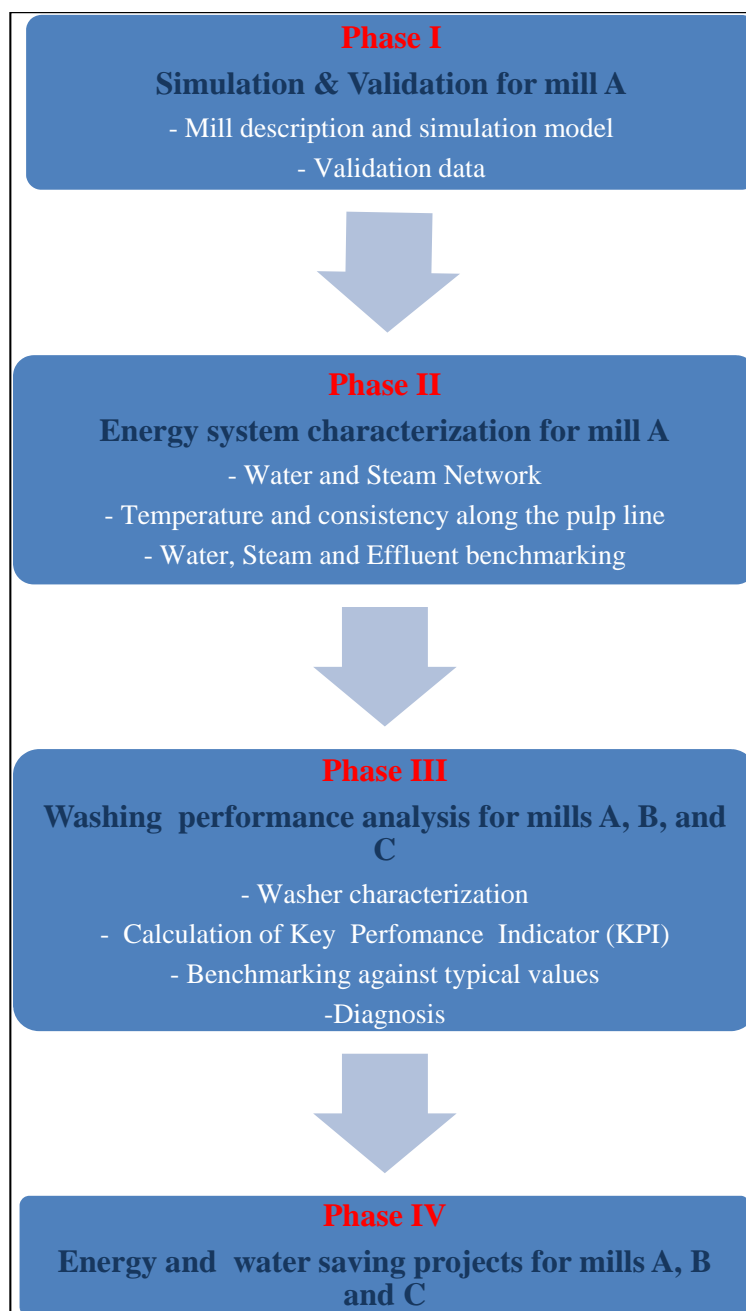 Phase I
Simulation & Validation for mill A
- Mill description and simulation model
- Validation data
Phase II
Energy system characterization for mill A
- Water and Steam Network
- Temperature and consistency along the pulp line
- Water, Steam and Effluent benchmarking
Phase III
Washing performance analysis for mills A, B, and
C
- Washer characterization
- Calculation of Key Perfomance Indicator (KPI)
- Benchmarking against typical values
-Diagnosis
Phase IV
Energy and water saving projects for mills A, B
and C